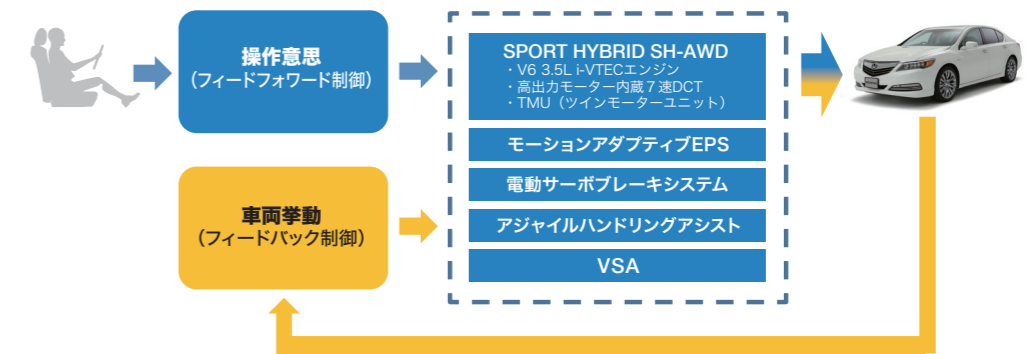 操作意思
（フィードフォワード制御）
車両挙動
（フィードバック制御）
SPORT HYBRID SH-AWD
・V6 3.5L i-VTECエンジン
・高出力モーター内蔵７速DCT
・TMU（ツインモーターユニット）
モーションアダプティブEPS
電動サーボブレーキシステム
アジャイルハンドリングアシスト
VSA